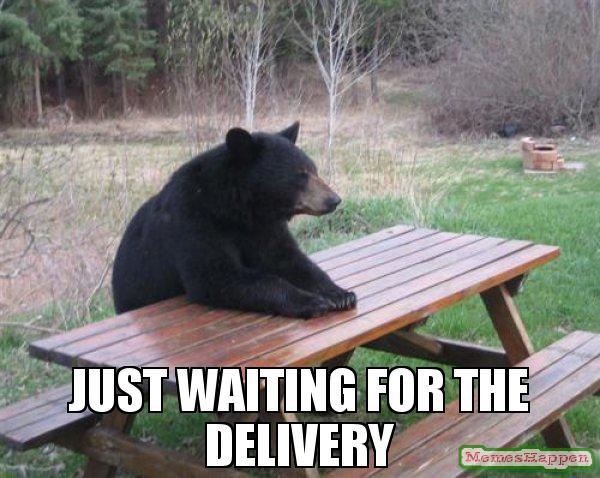 JUST WAITING FOR THE
DELIVERY
MemesHappen